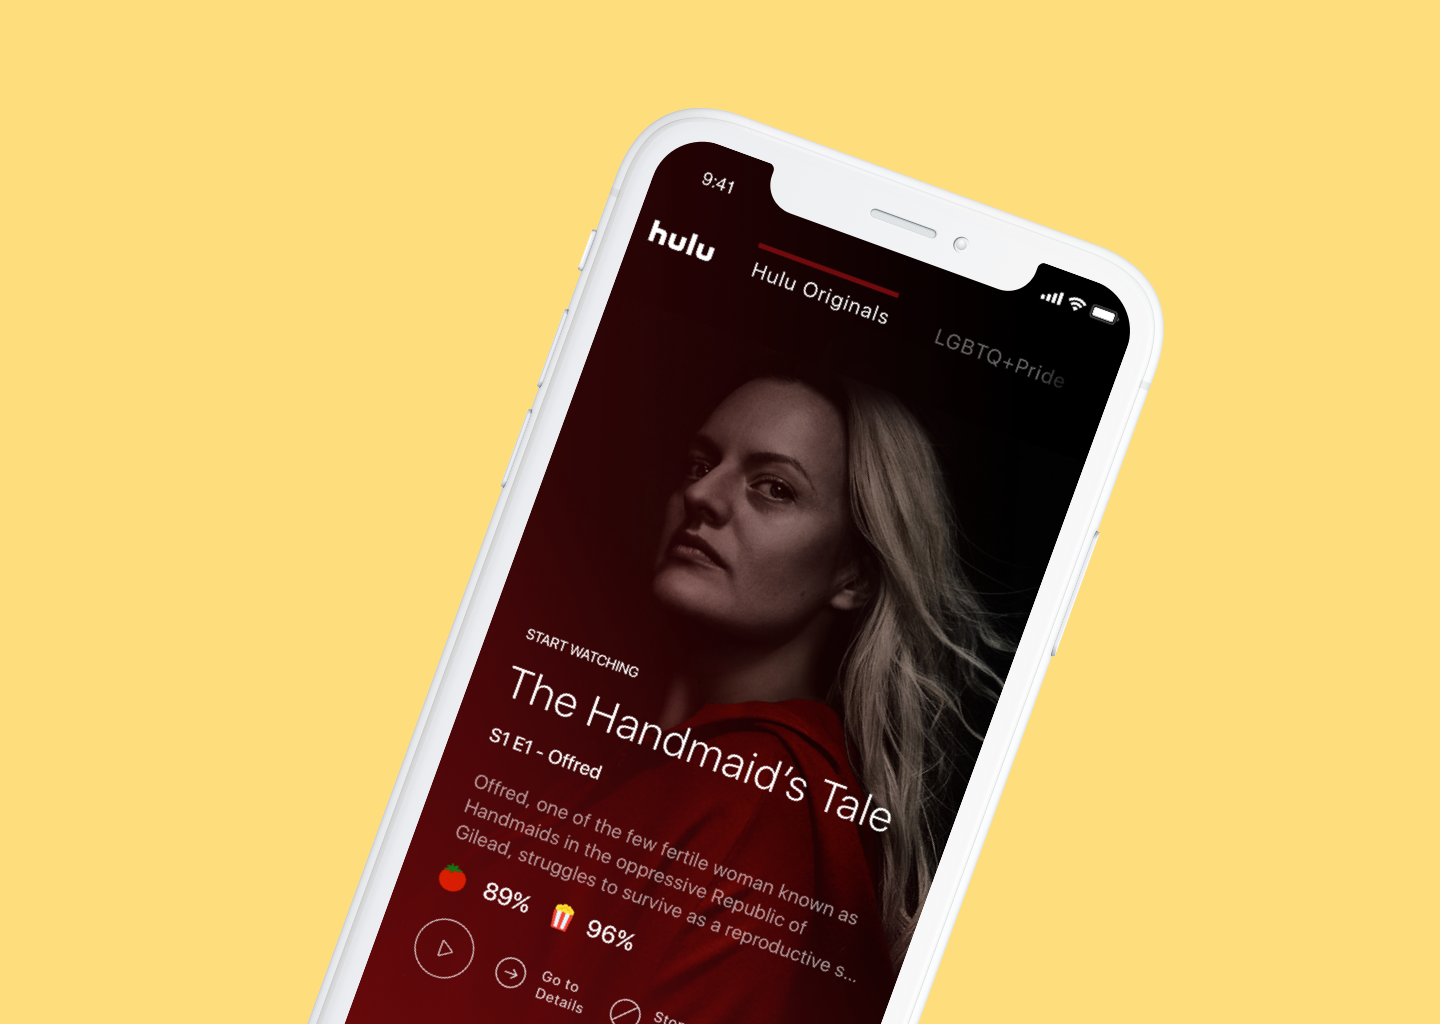 9:41
hulu
Hulu Originals
LGBTQ+Pride
START WATCHING
The Handmaid's Tale
S1 E1 - Offred
Offred, one of the few fertile woman known as
Handmaids in the oppressive Republic of
Gilead, struggles to survive as a reproductive s...
89% 96%
Go to
Details